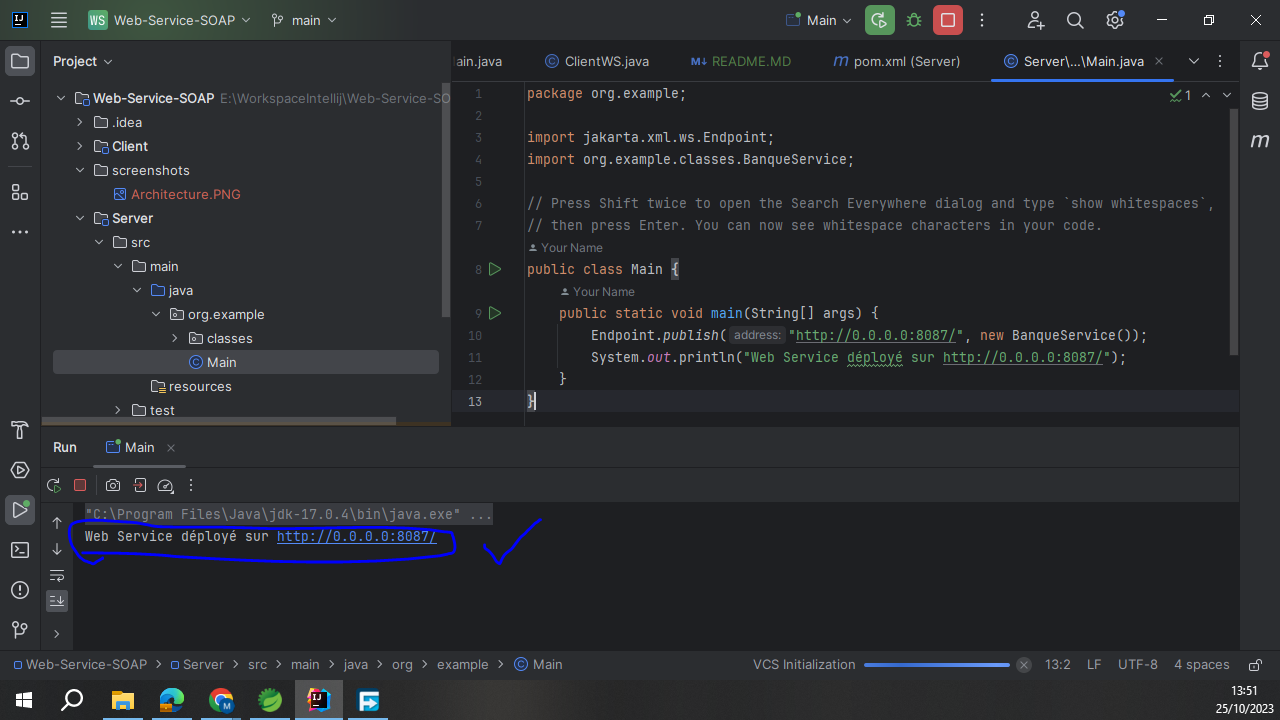 WS Web-Service-SOAP main Main
Project
ain.java ClientWS.java README.MD pom.xml (Server) Server\...\Main.java
Web-Service-SOAP E:\WorkspaceIntellij\Web-Service-SO
.idea
Client
screenshots
Architecture.PNG
Server
src
main
java
org.example
classes
Main
resources
test
1
1 package org.example;
2
3 import jakarta.xml.ws.Endpoint;
4 import org.example.classes.BanqueService;
5
6 // Press Shift twice to open the Search Everywhere dialog and type `show whitespaces`,
7 // then press Enter. You can now see whitespace characters in your code.
Your Name
8 public class Main {
Your Name
9 public static void main(String[] args) {
10 Endpoint.publish( address: "http://0.0.0.0:8087/", new BanqueService());
11 System.out.println("Web Service déployé sur http://0.0.0.0:8087/");
12 }
13 }
Run Main
"C:\Program Files\Java\jdk-17.0.4\bin\java.exe" ...
Web Service déployé sur http://0.0.0.0:8087/
Web-Service-SOAP > Server > src > main > java > org > example > Main VCS Initialization 13:2 LF UTF-8 4 spaces
13:51
25/10/2023